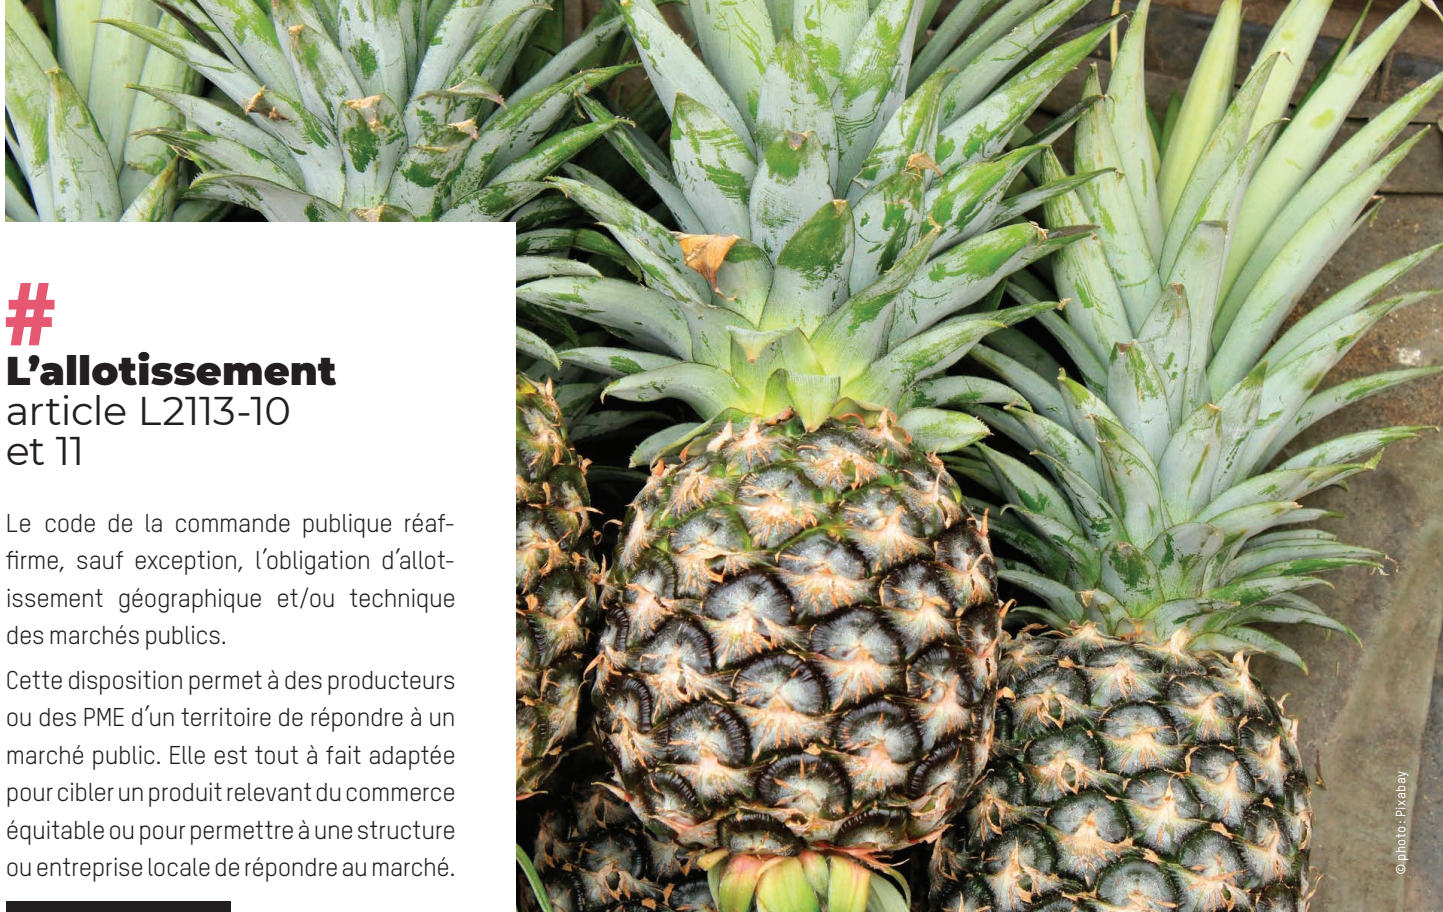 #
L’allotissement
article L2113-10
et 11
Le code de la commande publique réaf-
firme, sauf exception, l’obligation d’allot-
issement géographique et/ou technique
des marchés publics.
Cette disposition permet à des producteurs
ou des PME d’un territoire de répondre à un
marché public. Elle est tout à fait adaptée
pour cibler un produit relevant du commerce
équitable ou pour permettre à une structure
ou entreprise locale de répondre au marché.
© photo : Pixabay